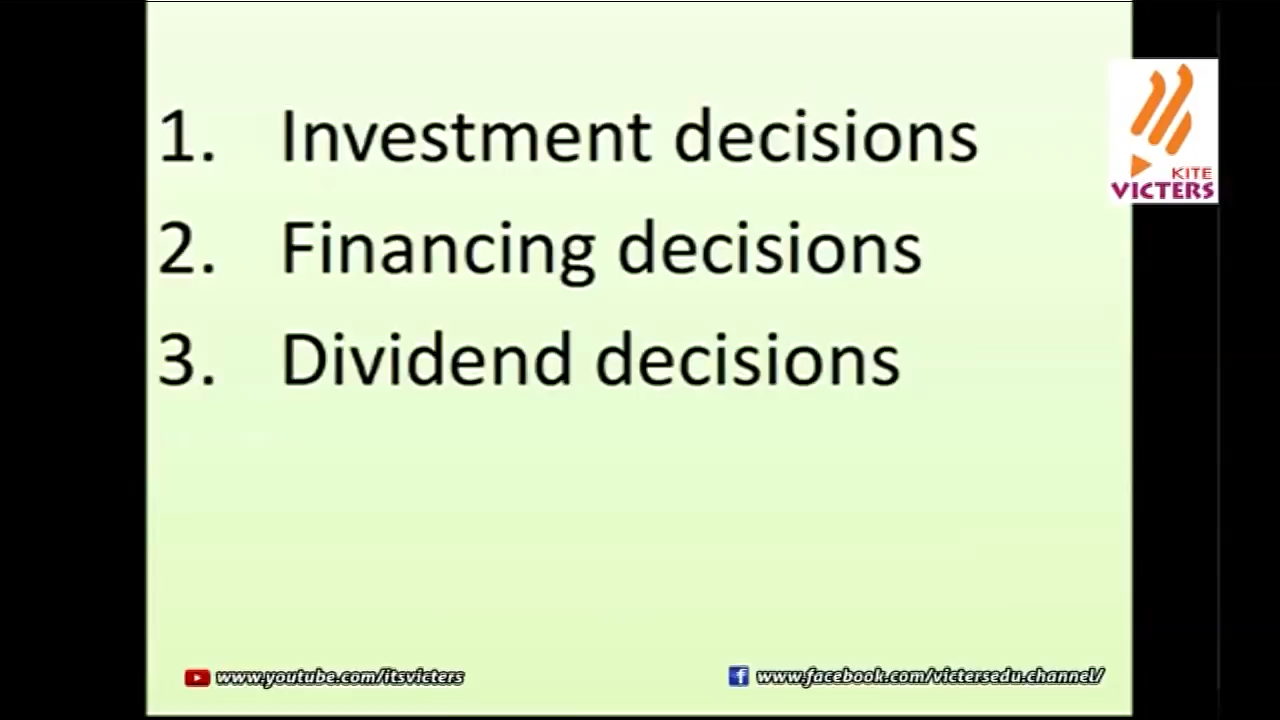 1. Investment decisions
2. Financing decisions
3. Dividend decisions
KITE
VICTERS
www.youtube.com/itsvicters
www.facebook.com/victersedu.channel/